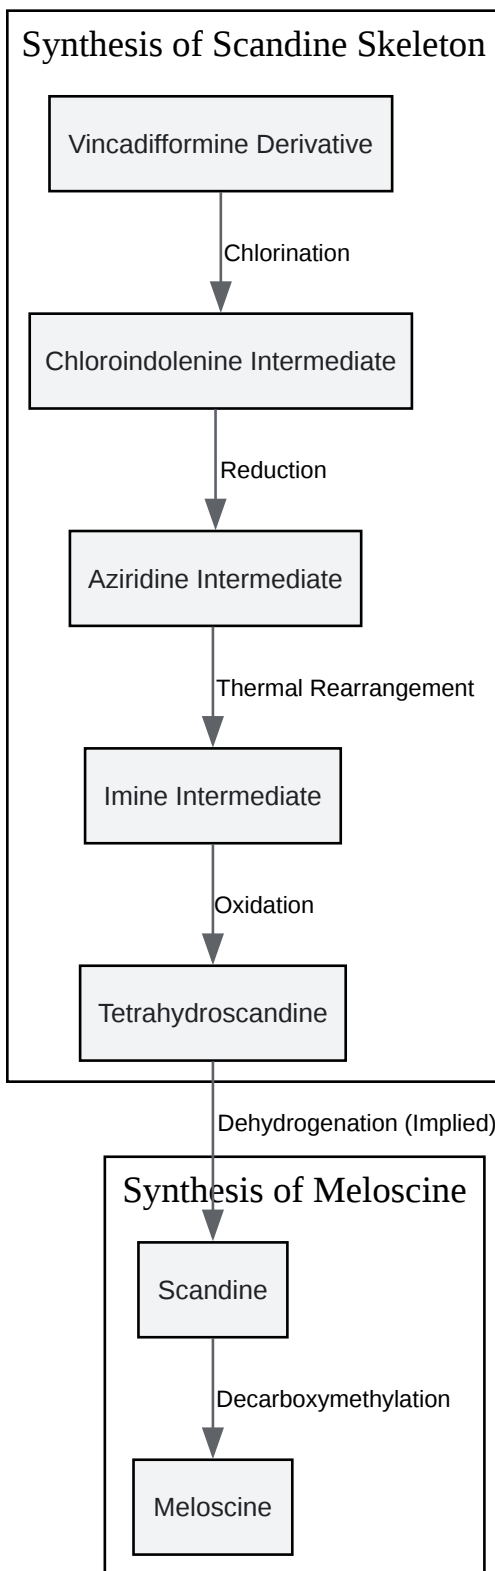 Synthesis of Scandine Skeleton
Vincadifformine Derivative
Chlorination
Chloroindolenine Intermediate
Reduction
Aziridine Intermediate
Thermal Rearrangement
Imine Intermediate
Oxidation
Tetrahydroscandine
Dehydrogenation (Implied)
Synthesis of Meloscine
Scandine
Decarboxymethylation
Meloscine